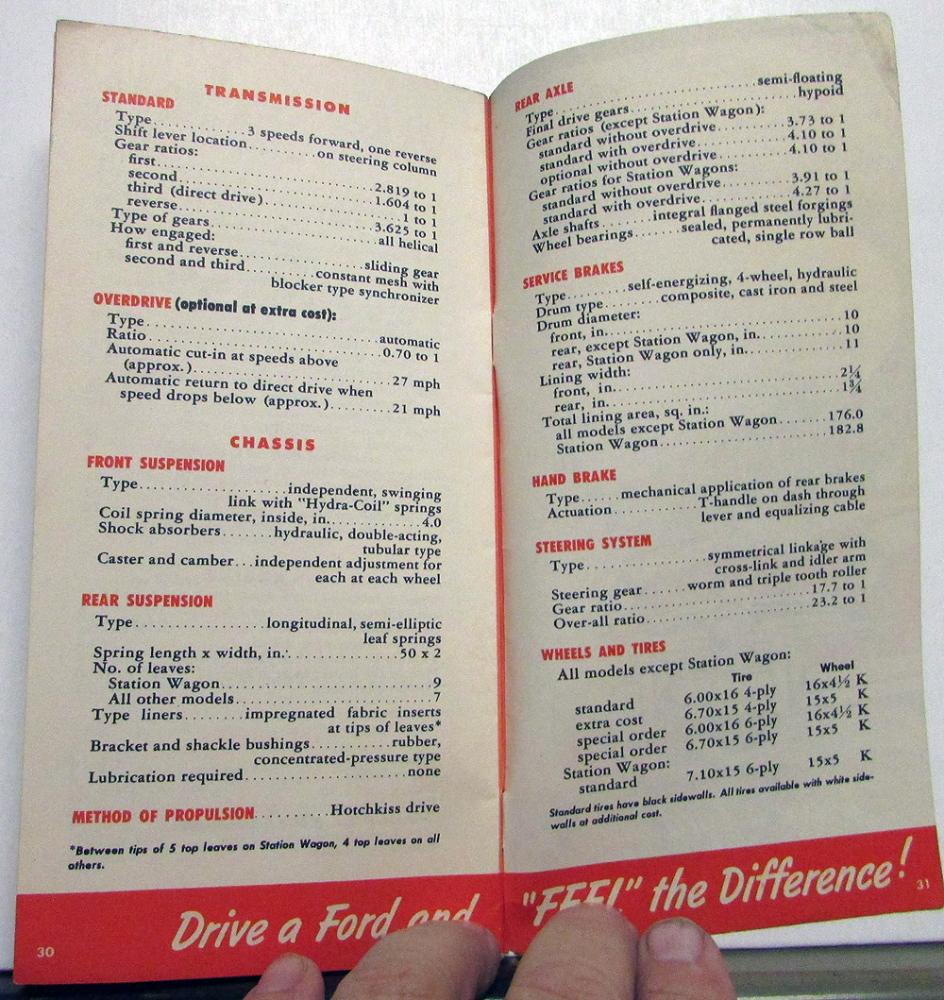 TRANSMISSION
STANDARD
Type..................3 speeds forward, one reverse
Shift lever location..........on steering column
Gear ratios:
first..................................2.819 to 1
second..................................1.604 to 1
third (direct drive)..................................1 to 1
reverse..................................3.625 to 1
Type of gears..................................all helical
How engaged:
first and reverse..................sliding gear
second and third..........constant mesh with
blocker type synchronizer
OVERDRIVE (optional at extra cost):
Type..................................automatic
Ratio..................................0.70 to 1
Automatic cut-in at speeds above
(approx.)..................................27 mph
Automatic return to direct drive when
speed drops below (approx.).........21 mph
CHASSIS
FRONT SUSPENSION
Type......................independent, swinging
link with "Hydra-Coil" springs
Coil spring diameter, inside, in...............4.0
Shock absorbers........hydraulic, double-acting,
tubular type
Caster and camber...independent adjustment for
each at each wheel
REAR SUSPENSION
Type....................longitudinal, semi-elliptic
leaf springs
Spring length x width, in..................50 x 2
No. of leaves:
Station Wagon..................................9
All other models..................................7
Type liners........impregnated fabric inserts
at tips of leaves*
Bracket and shackle bushings...........rubber,
concentrated-pressure type
Lubrication required........................none
METHOD OF PROPULSION..........Hotchkiss drive
*Between tips of 5 top leaves on Station Wagon, 4 top leaves on all
others.
Drive a Ford and
30
REAR AXLE
Type..................................semi-floating
Final drive gears..........................hypoid
Gear ratios (except Station Wagon):
standard without overdrive..........3.73 to 1
standard with overdrive.............4.10 to 1
optional without overdrive..........4.10 to 1
Gear ratios for Station Wagons:
standard without overdrive..........3.91 to 1
standard with overdrive.............4.27 to 1
Axle shafts.......integral flanged steel forgings
Wheel bearings.......sealed, permanently lubri-
cated, single row ball
SERVICE BRAKES
Type........self-energizing, 4-wheel, hydraulic
Drum type.......composite, cast iron and steel
Drum diameter:
front, in..................................10
rear, except Station Wagon, in.............10
rear, Station Wagon only, in...............11
Lining width:
front, in..................................2¼
rear, in..................................1¾
Total lining area, sq. in.:
all models except Station Wagon.......176.0
Station Wagon.........................182.8
HAND BRAKE
Type......mechanical application of rear brakes
Actuation............T-handle on dash through
lever and equalizing cable
STEERING SYSTEM
Type.................symmetrical linkage with
cross-link and idler arm
Steering gear......worm and triple tooth roller
Gear ratio...........................17.7 to 1
Over-all ratio.......................23.2 to 1
WHEELS AND TIRES
All models except Station Wagon:
Tire Wheel
standard 6.00x16 4-ply 16x4½ K
extra cost 6.70x15 4-ply 15x5 K
special order 6.00x16 6-ply 16x4½ K
special order 6.70x15 6-ply 15x5 K
Station Wagon:
standard 7.10x15 6-ply 15x5 K
Standard tires have black sidewalls. All tires available with white side-
walls at additional cost.
"FEEL" the Difference!
31